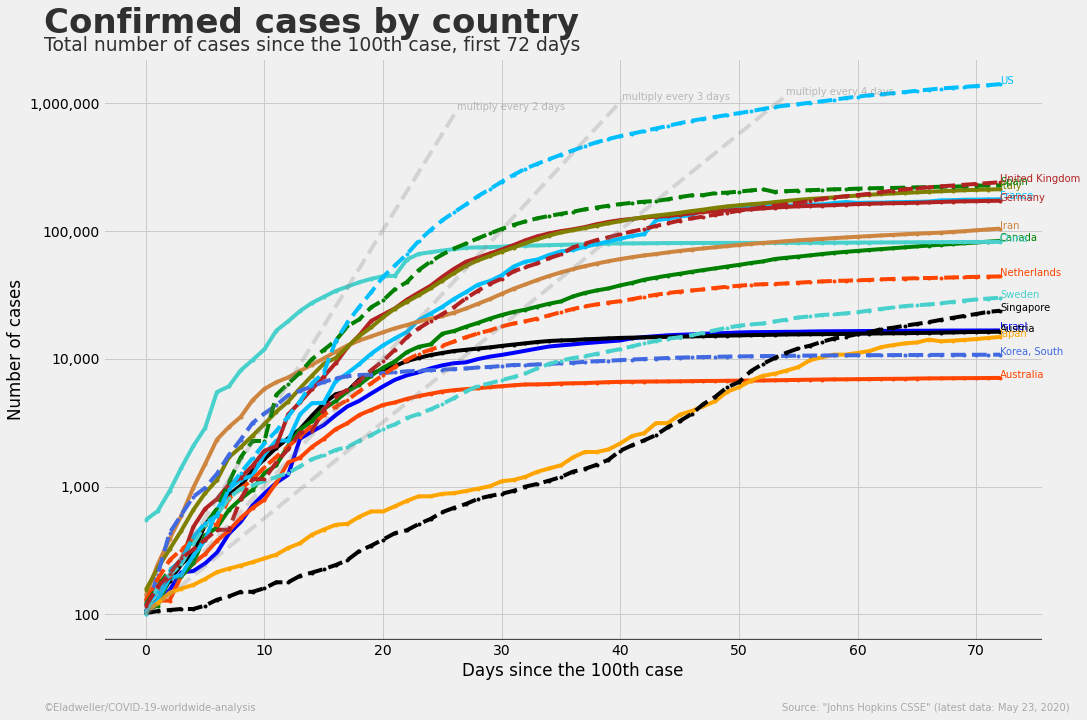 Confirmed cases by country
Total number of cases since the 100th case, first 72 days
1,000,000
100,000
10,000
1,000
100
Number of cases
multiply every 2 days
multiply every 3 days
multiply every 4 days
US
United Kingdom
Spain
Italy
France
Germany
Iran
Canada
Netherlands
Sweden
Singapore
Israel
Austria
Japan
Korea, South
Australia
0 10 20 30 40 50 60 70
Days since the 100th case
©Eladweller/COVID-19-worldwide-analysis
Source: "Johns Hopkins CSSE" (latest data: May 23, 2020)